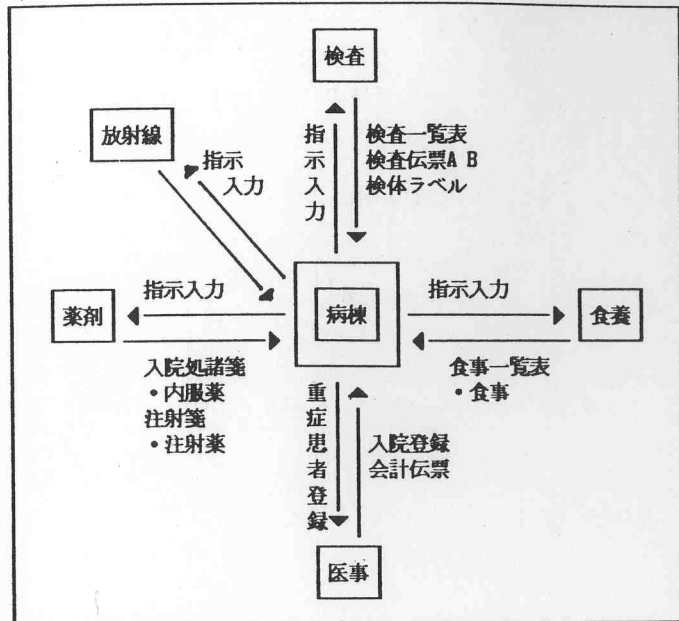 検査
放射線
指示
入力
指示入力
検査一覧表
検査伝票A B
検体ラベル
指示入力
薬剤
病棟
指示入力
食養
入院処諸箋
・内服薬
注射箋
・注射薬
食事一覧表
・食事
重症患者登録
入院登録
会計伝票
医事